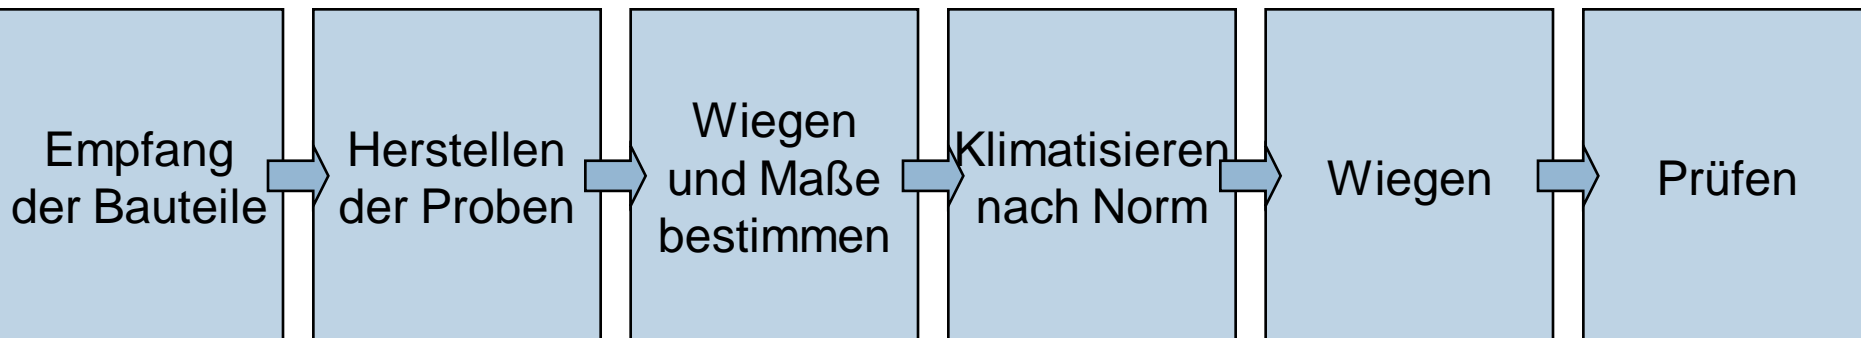 Empfang
der Bauteile
Herstellen
der Proben
Wiegen
und Maße
bestimmen
Klimatisieren
nach Norm
Wiegen
Prüfen